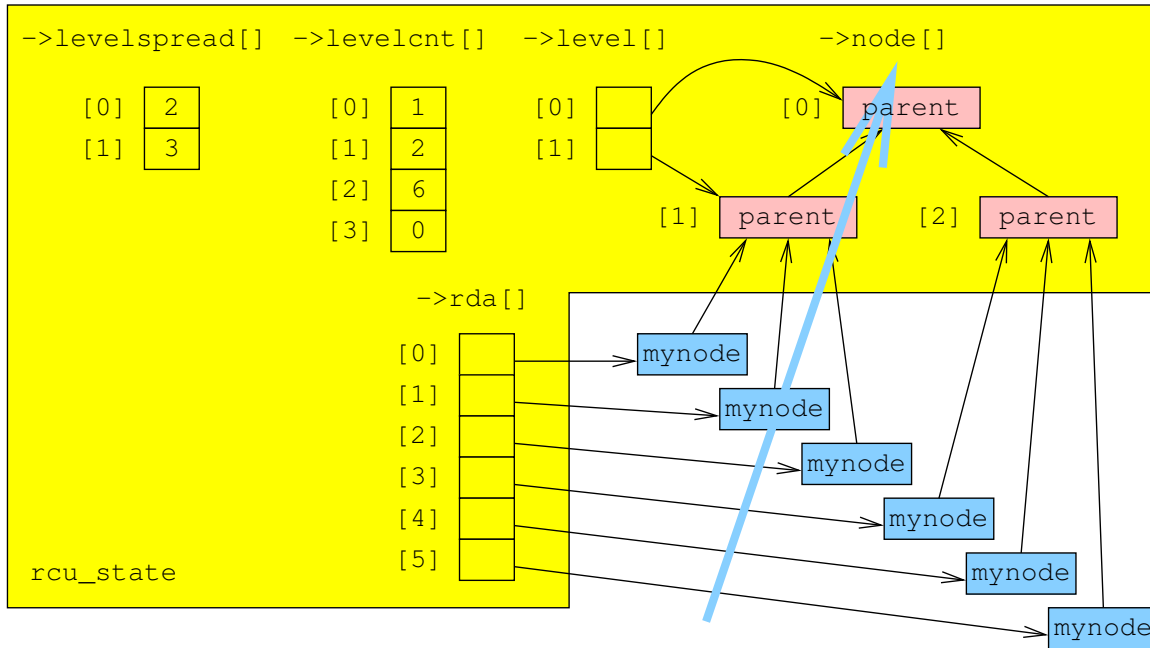 ->levelspread[] ->levelcnt[] ->level[] ->node[]
[0] 2 [0] 1 [0] [0] parent
[1] 3 [1] 2 [1]
[2] 6 [1] parent [2] parent
[3] 0
->rda[]
[0] mynode
[1] mynode
[2] mynode
[3] mynode
[4] mynode
[5] mynode
rcu_state